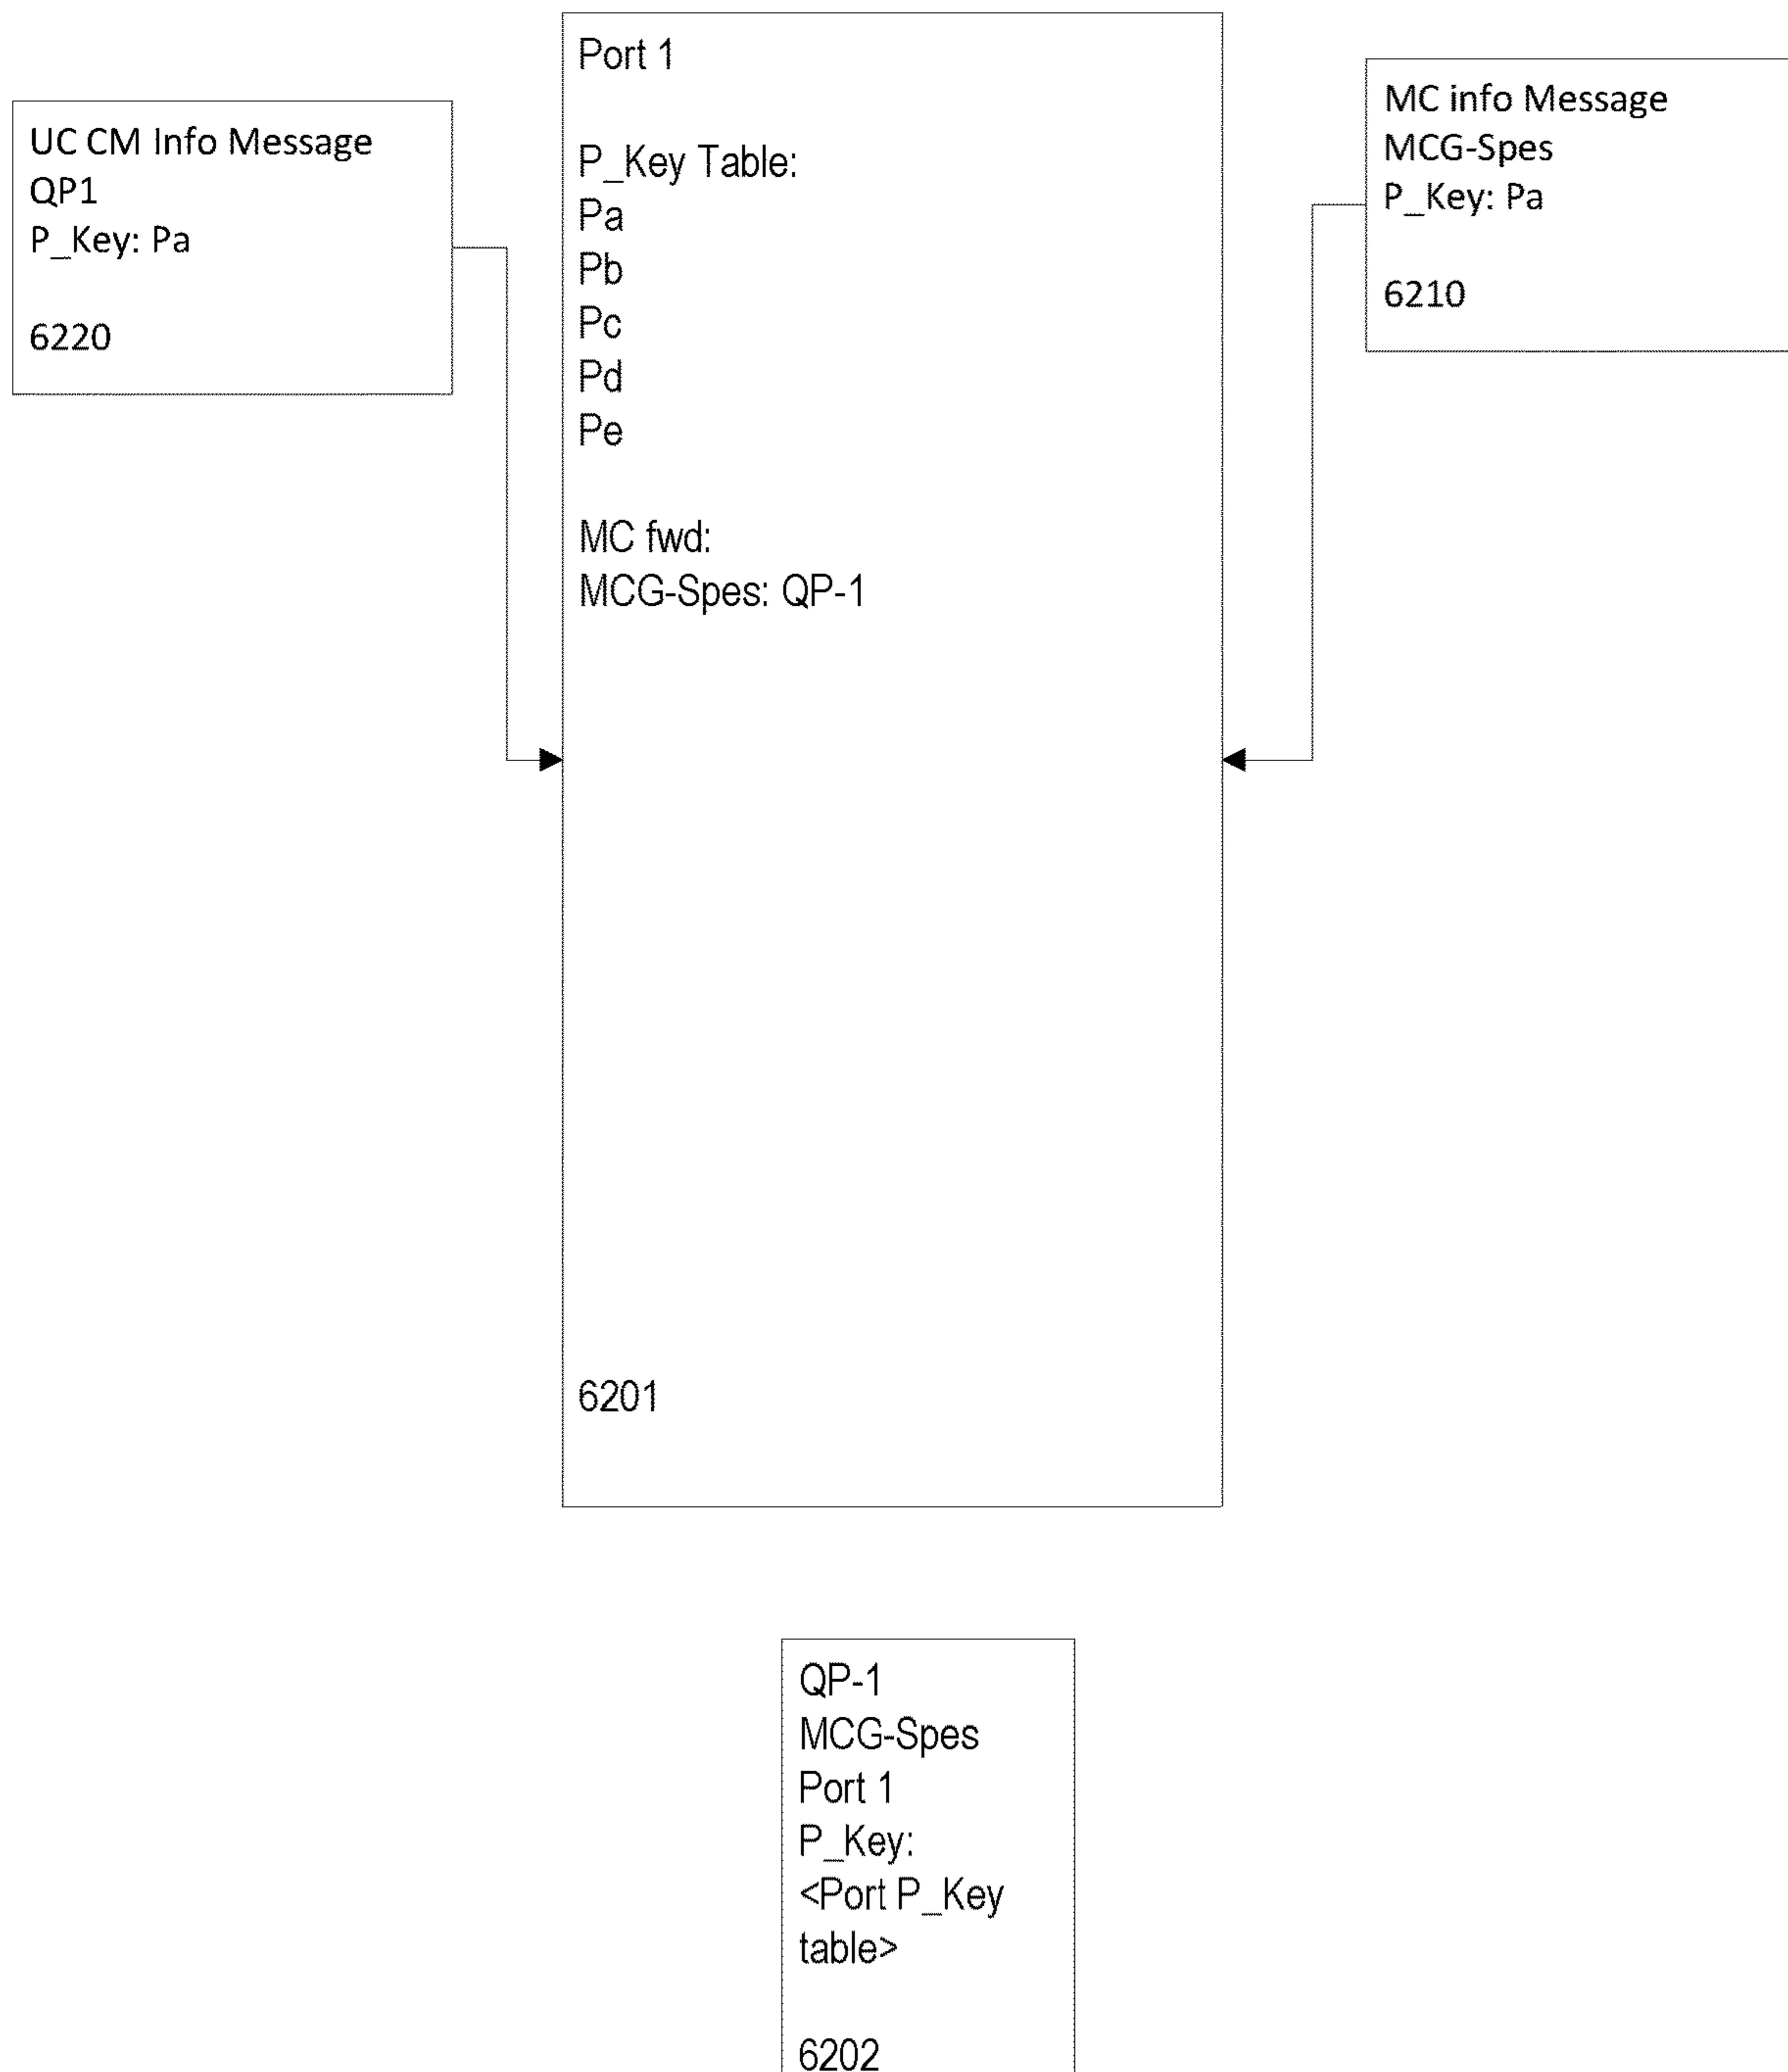 UC CM Info Message
QP1
P_Key: Pa
6220
Port 1
P_Key Table:
Pa
Pb
Pc
Pd
Pe
MC fwd:
MCG-Spes: QP-1
6201
MC info Message
MCG-Spes
P_Key: Pa
6210
QP-1
MCG-Spes
Port 1
P_Key:
<Port P_Key
table>
6202